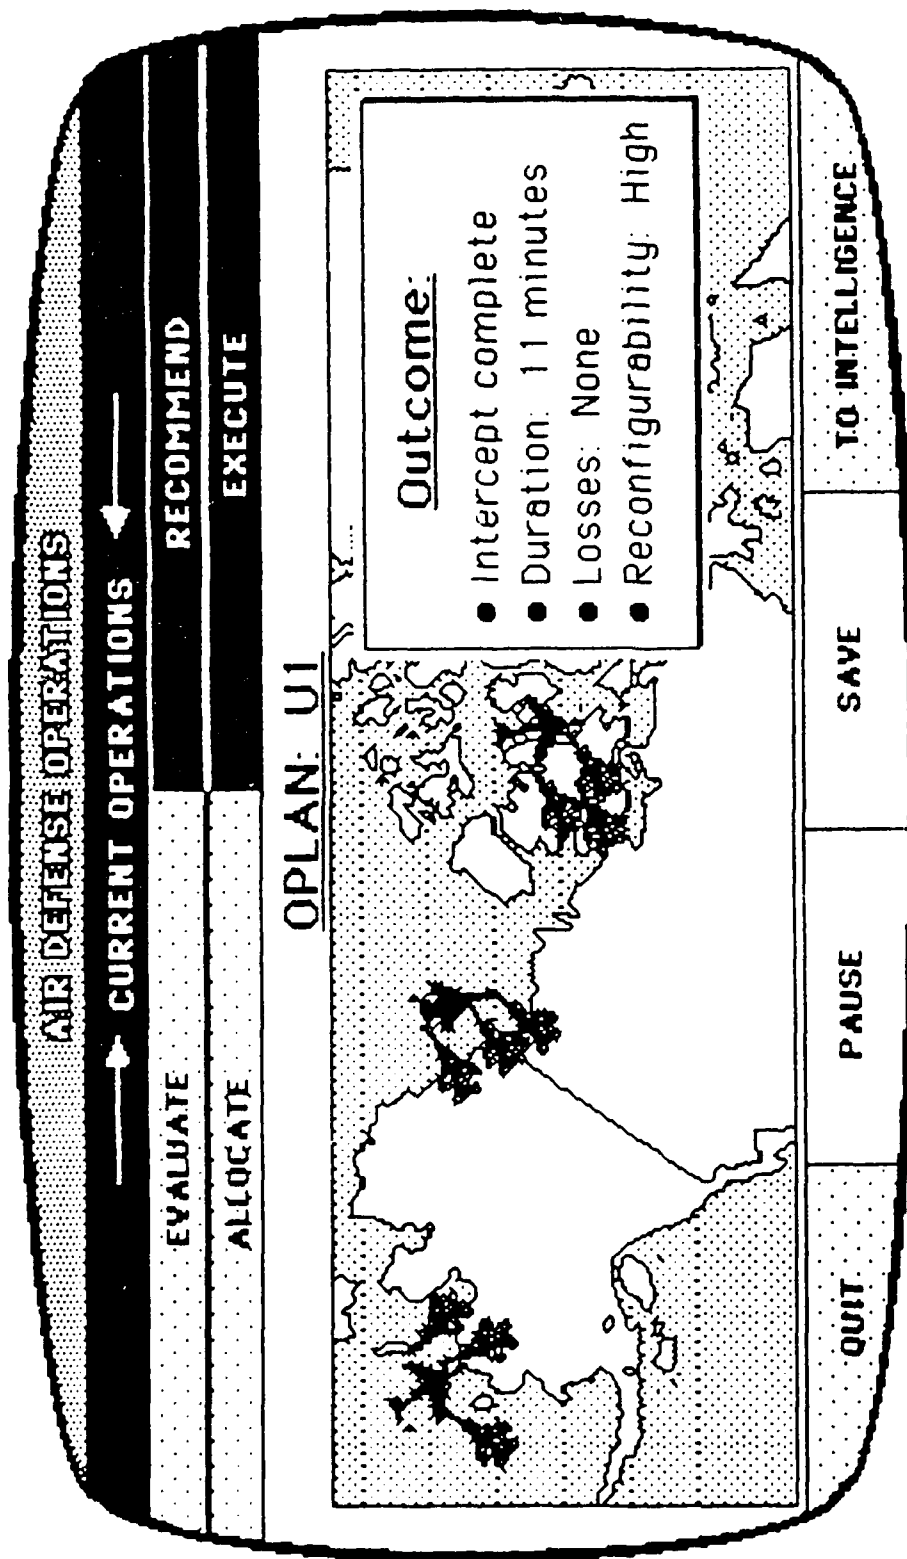 AIR DEFENSE OPERATIONS
CURRENT OPERATIONS
EVALUATE
RECOMMEND
ALLOCATE
EXECUTE
OPLAN: U1
Outcome:
● Intercept complete
● Duration: 11 minutes
● Losses: None
● Reconfigurability: High
QUIT
PAUSE
SAVE
TO INTELLIGENCE